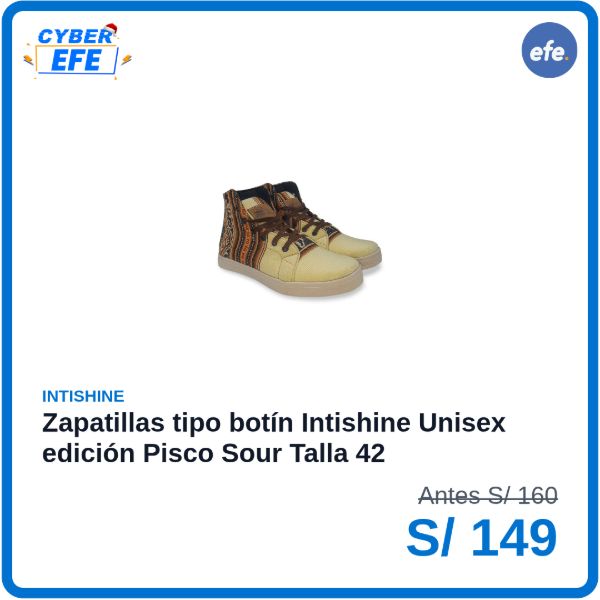 CYBER
EFE
efe.
INTISHINE
Zapatillas tipo botín Intishine Unisex
edición Pisco Sour Talla 42
Antes S/ 160
S/ 149